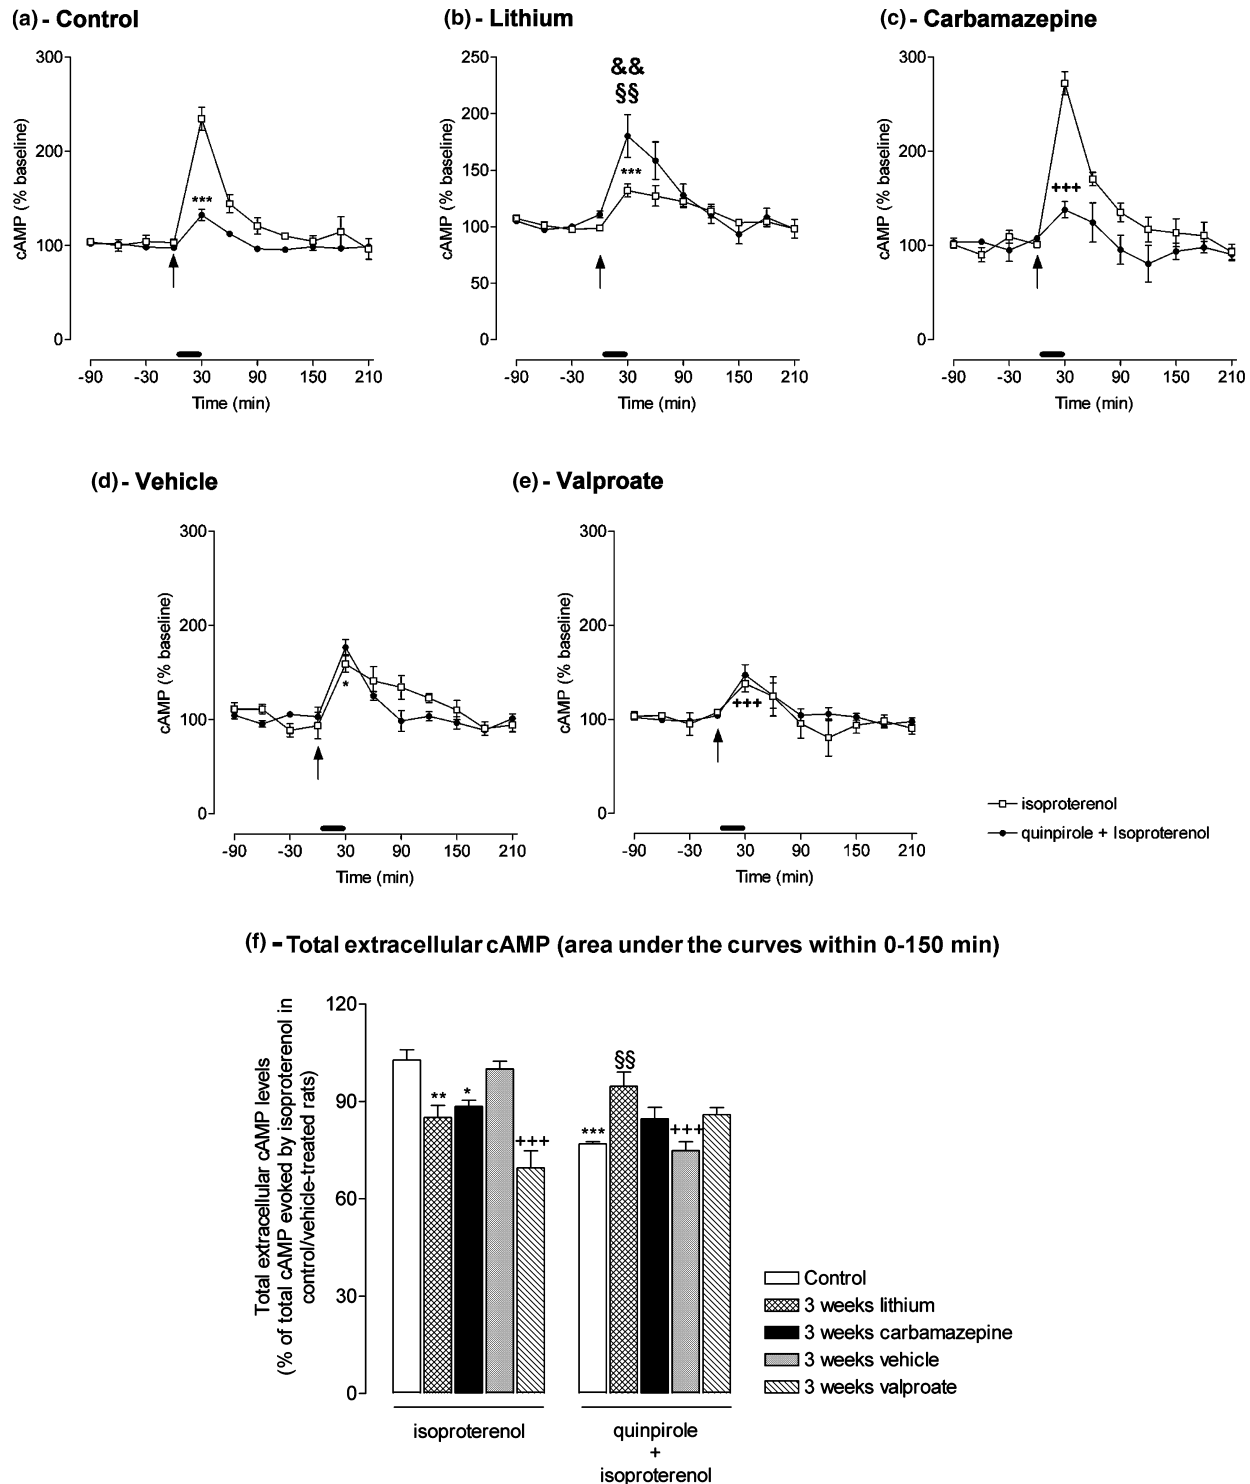 (a) - Control
(b) - Lithium
(c) - Carbamazepine
300
200
100
0
cAMP (% baseline)
***
-90 -30 30 90 150 210
Time (min)
250
200
150
100
50
0
cAMP (% baseline)
&&
§§
***
-90 -30 30 90 150 210
Time (min)
300
200
100
0
cAMP (% baseline)
+++
-90 -30 30 90 150 210
Time (min)
(d) - Vehicle
(e) - Valproate
300
200
100
0
cAMP (% baseline)
*
-90 -30 30 90 150 210
Time (min)
300
200
100
0
cAMP (% baseline)
+++
-90 -30 30 90 150 210
Time (min)
isoproterenol
quinpirole + Isoproterenol
(f) - Total extracellular cAMP (area under the curves within 0-150 min)
Total extracellular cAMP levels
(% of total cAMP evoked by isoproterenol in
control/vehicle-treated rats)
120
90
60
30
0
** * +++
*** §§ +++
isoproterenol
quinpirole
+
isoproterenol
Control
3 weeks lithium
3 weeks carbamazepine
3 weeks vehicle
3 weeks valproate